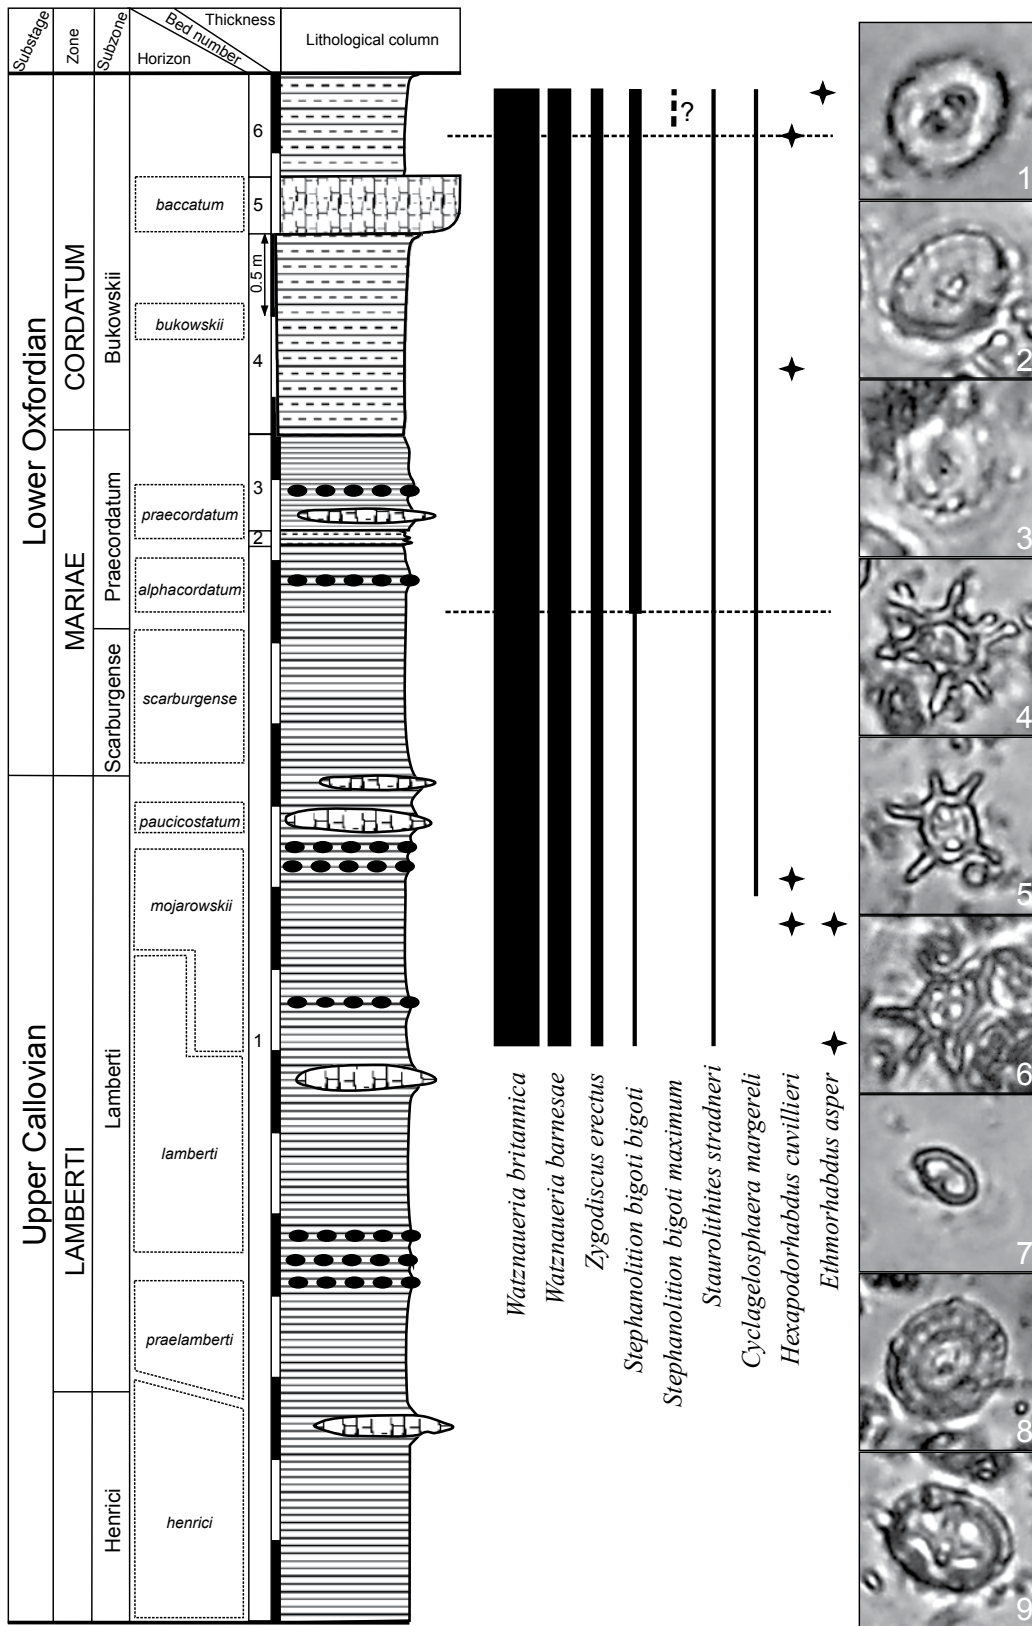 Substage
Zone
Subzone
Horizon
Bed number
Thickness
Lithological column
Lower Oxfordian
Upper Callovian
CORDATUM
MARIAE
LAMBERTI
Bukowskii
Praecordatum
Scarburgense
Lamberti
Henrici
baccatum
bukowskii
praecordatum
alphacordatum
scarburgense
paucicostatum
mojarowskii
lamberti
praelamberti
henrici
6
5
0.5 m
4
3
2
1
?
Watznaueria britannica
Watznaueria barnesae
Zygodiscus erectus
Stephanolition bigoti bigoti
Stephanolition bigoti maximum
Staurolithites stradneri
Cyclagelosphaera margereli
Hexapodorhabdus cuvillieri
Ethmorhabdus asper
1
2
3
4
5
6
7
8
9